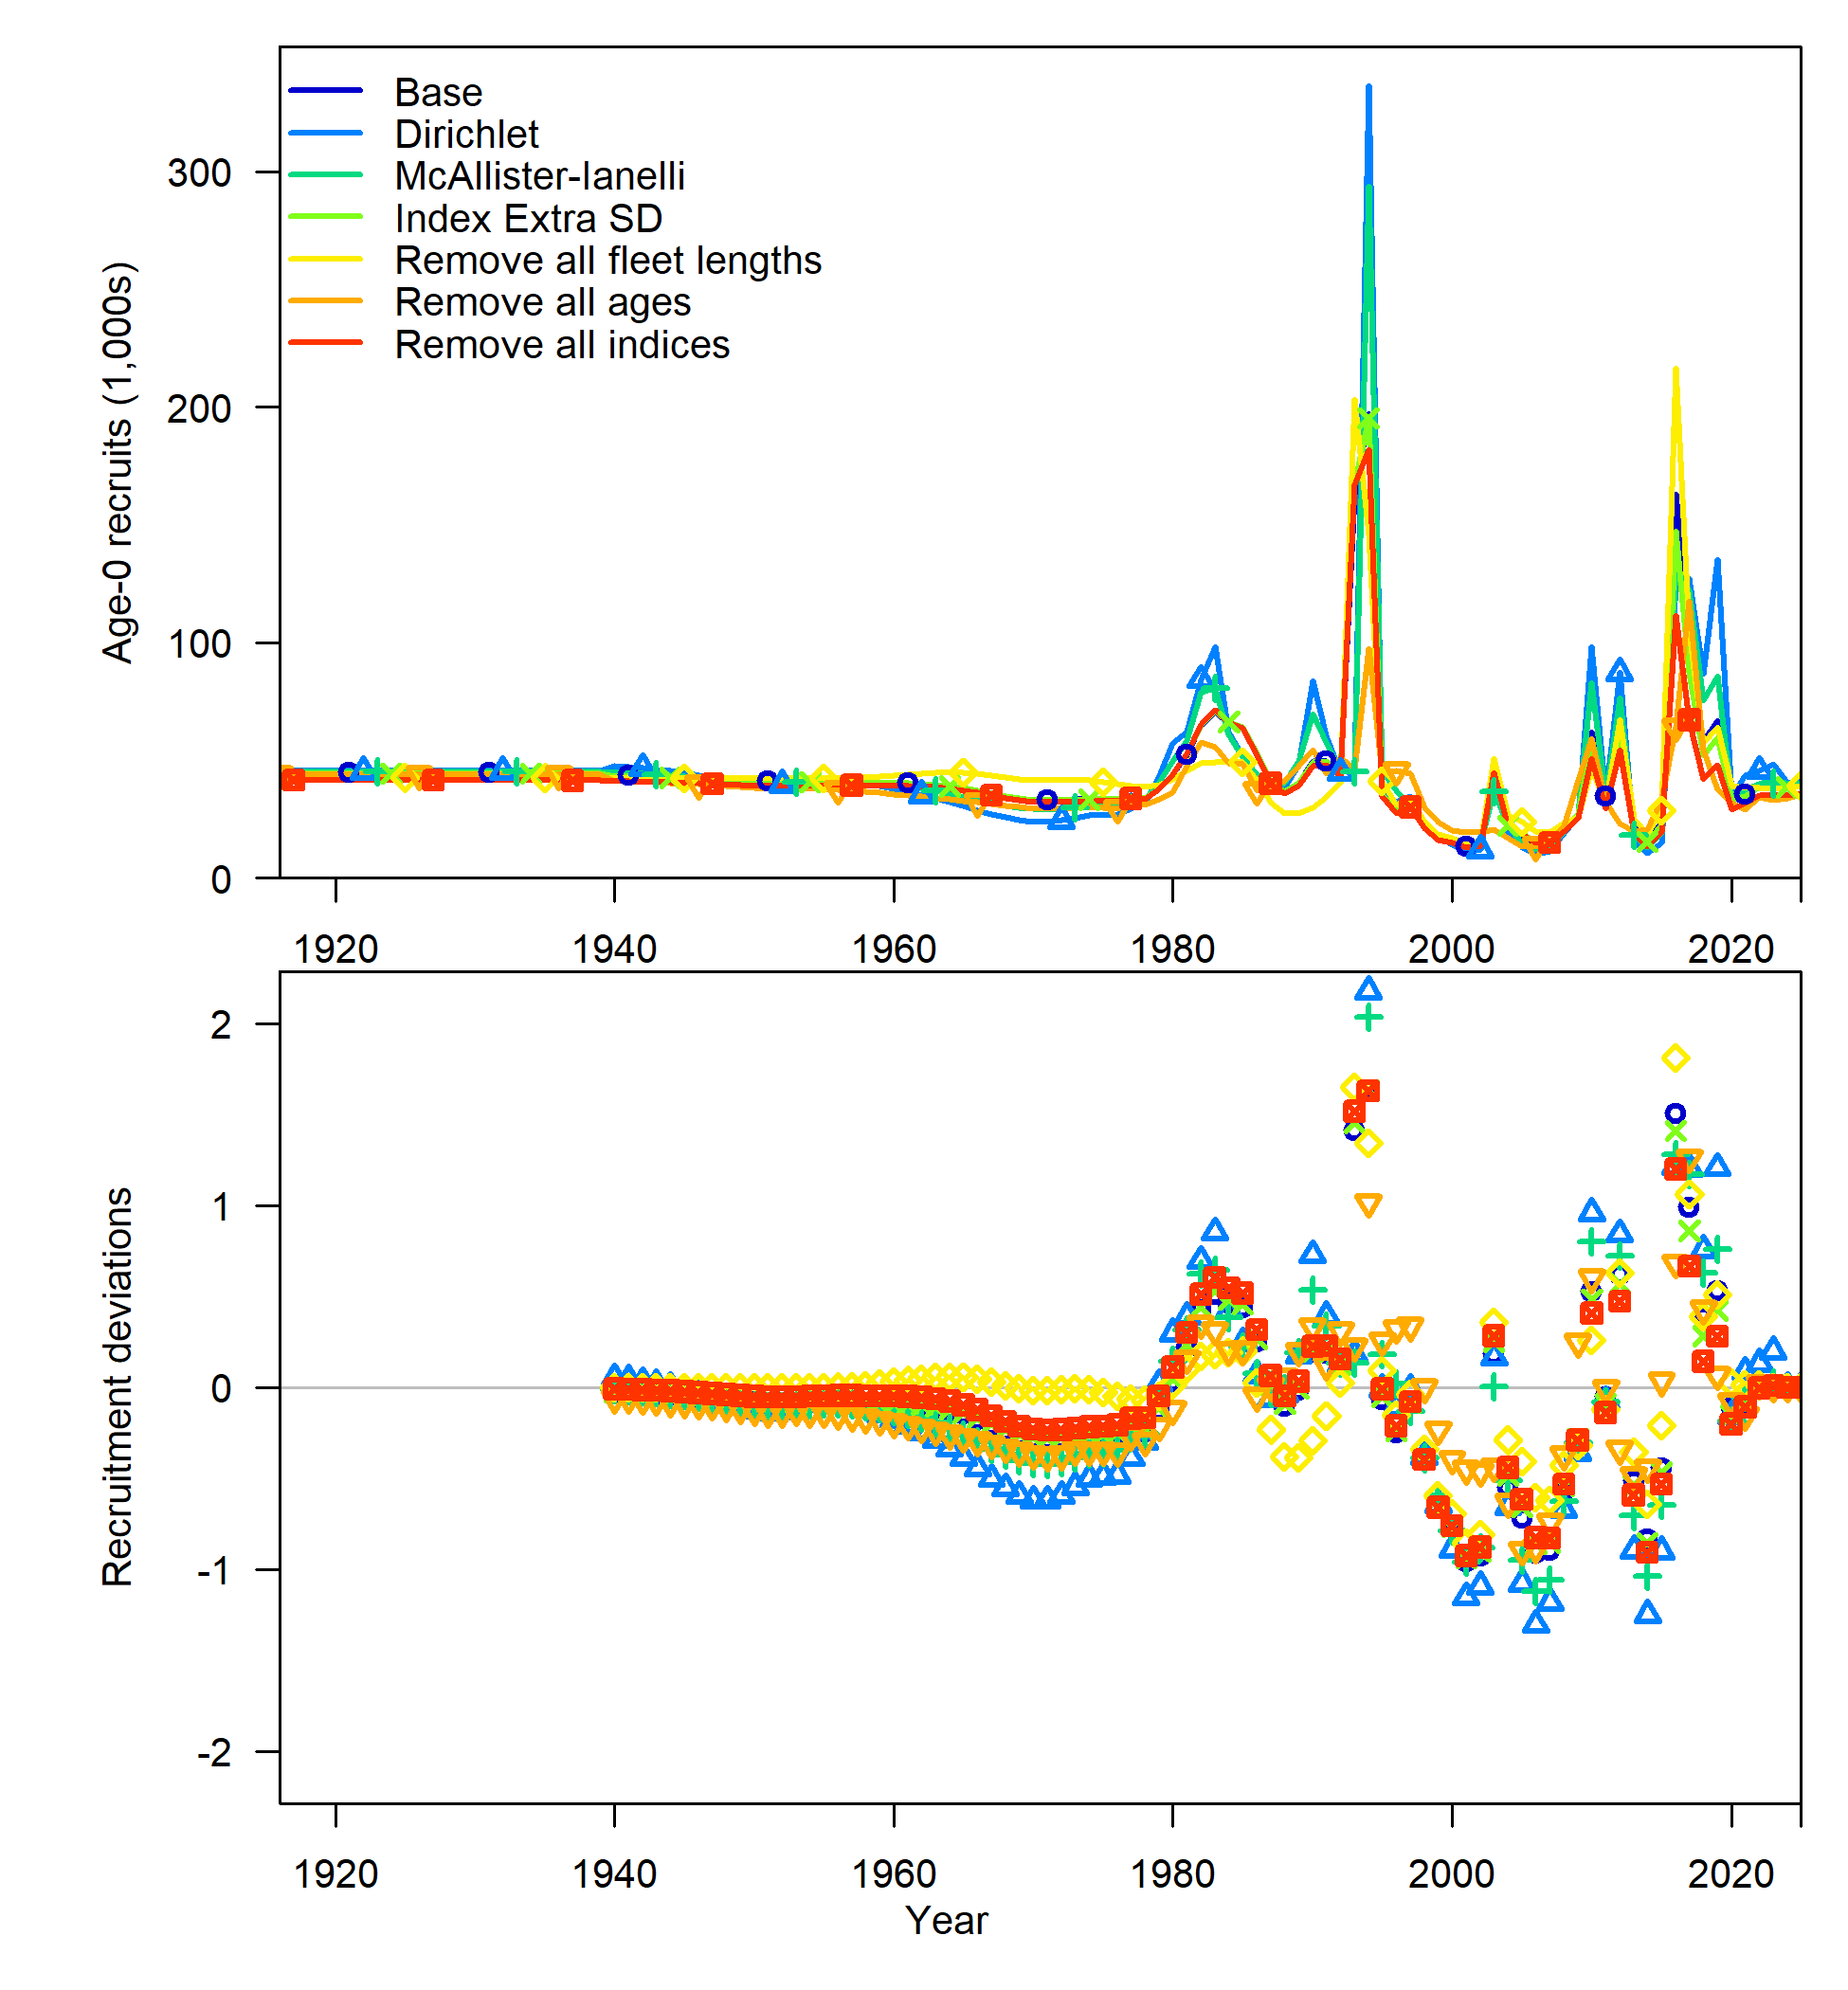 Base
Dirichlet
McAllister-Ianelli
Index Extra SD
Remove all fleet lengths
Remove all ages
Remove all indices
Age-0 recruits (1,000s)
300
200
100
0
1920 1940 1960 1980 2000 2020
Recruitment deviations
2
1
0
-1
-2
1920 1940 1960 1980 2000 2020
Year